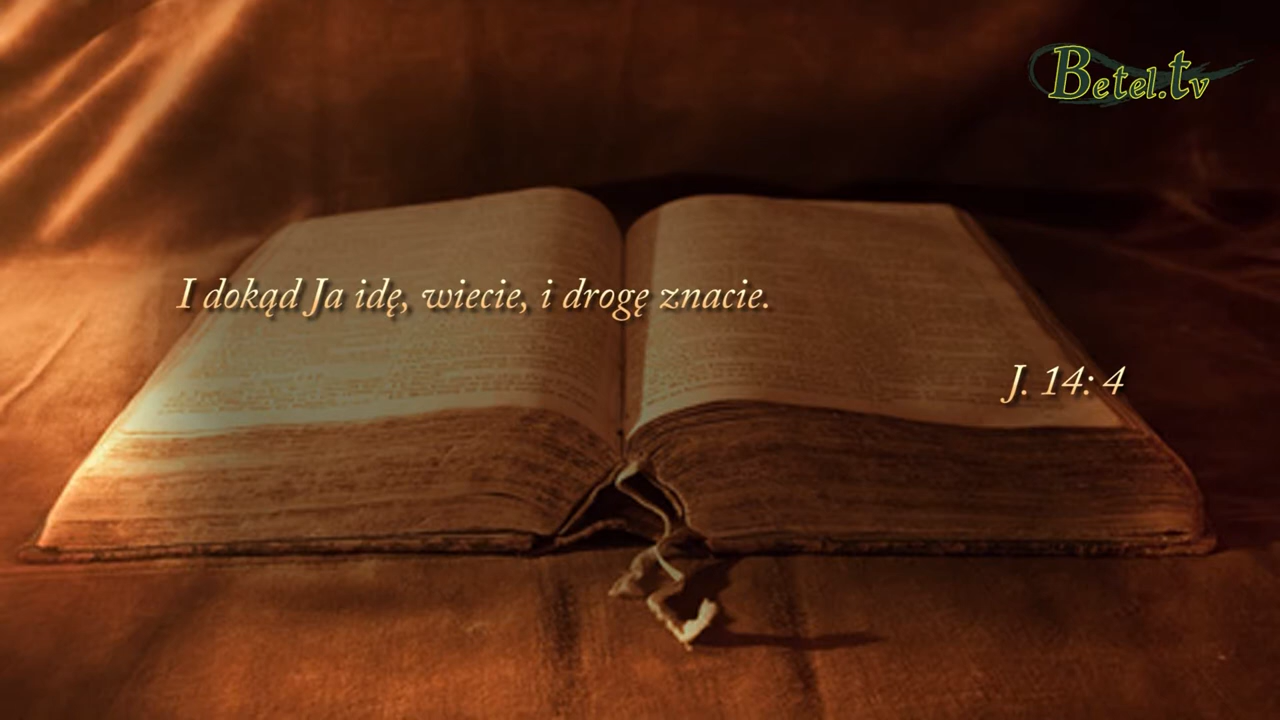 Betel.tv
I dokąd Ja idę, wiecie, i drogę znacie.
J. 14: 4